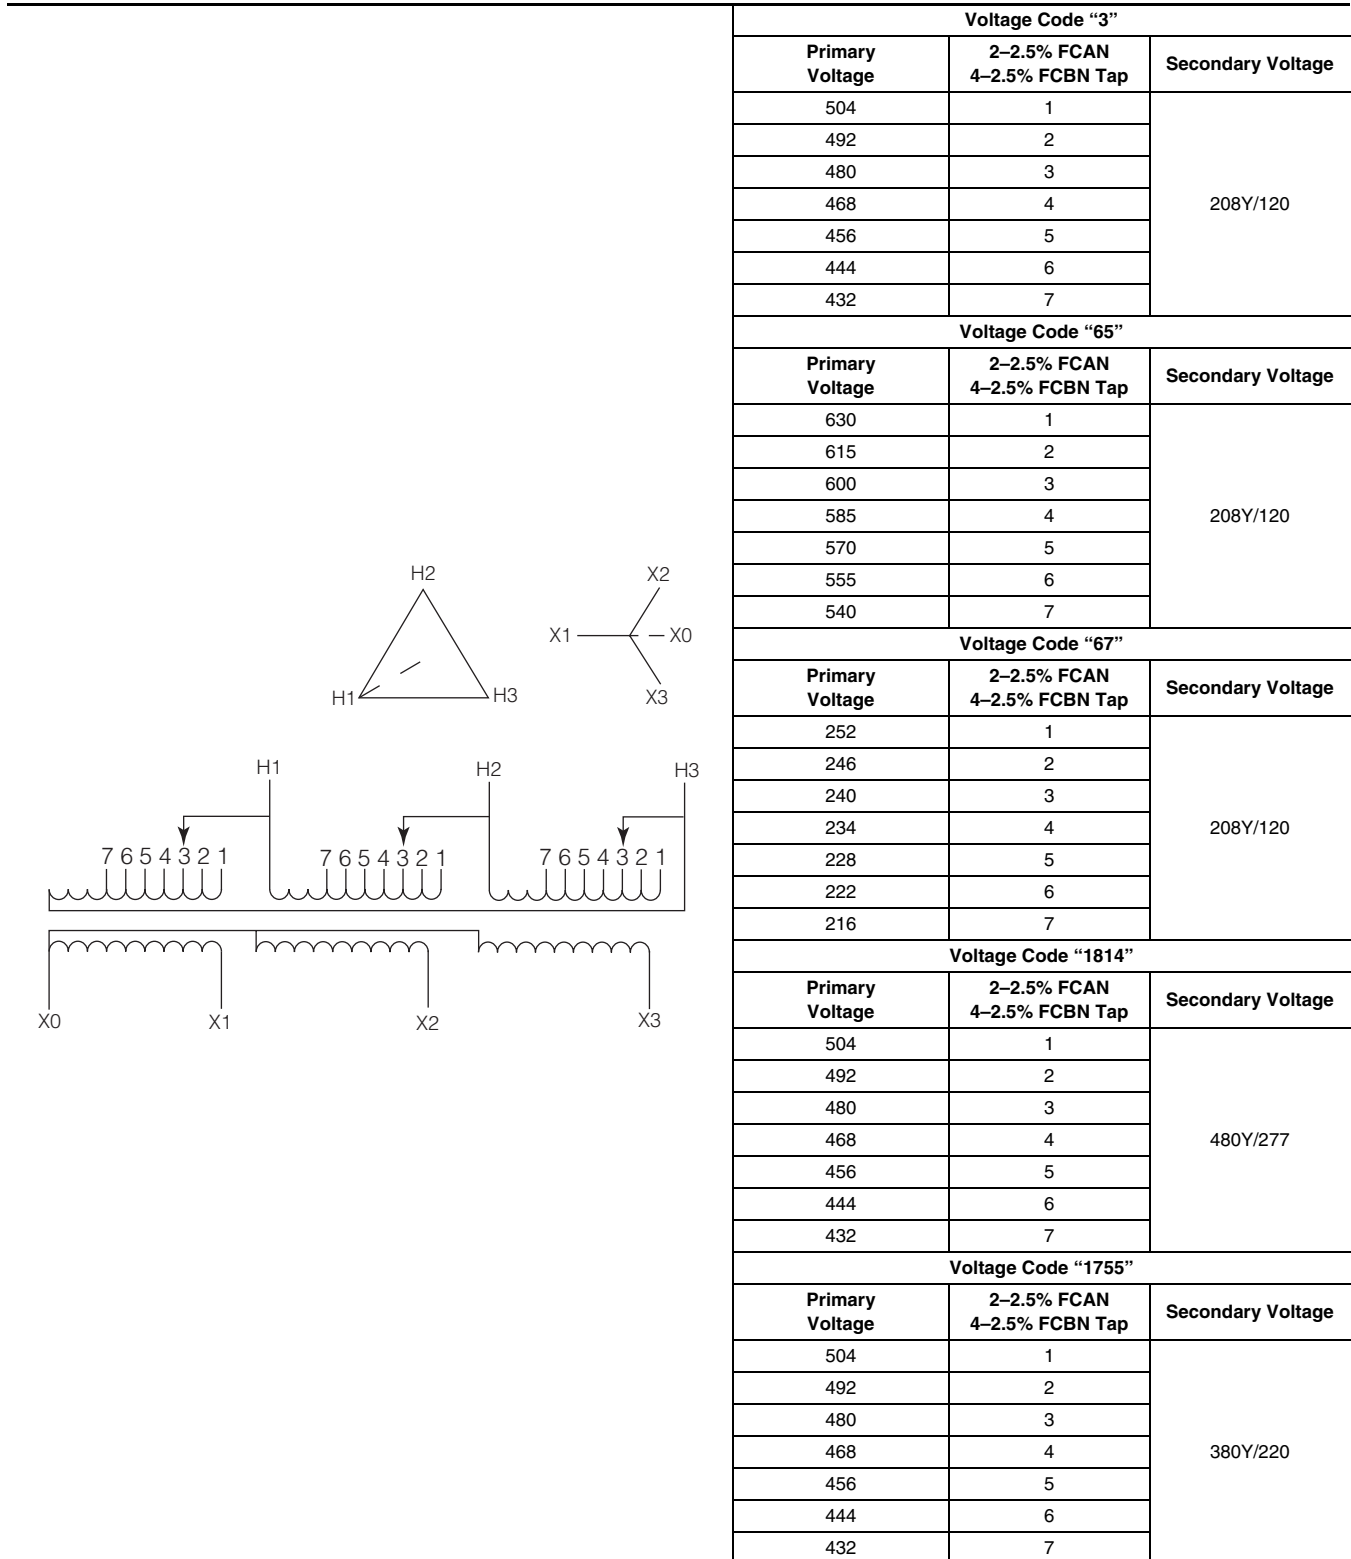 H2
H1
H3
X2
X1
X0
X3
H1
H2
H3
7 6 5 4 3 2 1
7 6 5 4 3 2 1
7 6 5 4 3 2 1
X0
X1
X2
X3
Voltage Code “3”
Primary
Voltage
2–2.5% FCAN
4–2.5% FCBN Tap
Secondary Voltage
504 1
492 2
480 3
468 4 208Y/120
456 5
444 6
432 7
Voltage Code “65”
Primary
Voltage
2–2.5% FCAN
4–2.5% FCBN Tap
Secondary Voltage
630 1
615 2
600 3
585 4 208Y/120
570 5
555 6
540 7
Voltage Code “67”
Primary
Voltage
2–2.5% FCAN
4–2.5% FCBN Tap
Secondary Voltage
252 1
246 2
240 3
234 4 208Y/120
228 5
222 6
216 7
Voltage Code “1814”
Primary
Voltage
2–2.5% FCAN
4–2.5% FCBN Tap
Secondary Voltage
504 1
492 2
480 3
468 4 480Y/277
456 5
444 6
432 7
Voltage Code “1755”
Primary
Voltage
2–2.5% FCAN
4–2.5% FCBN Tap
Secondary Voltage
504 1
492 2
480 3
468 4 380Y/220
456 5
444 6
432 7